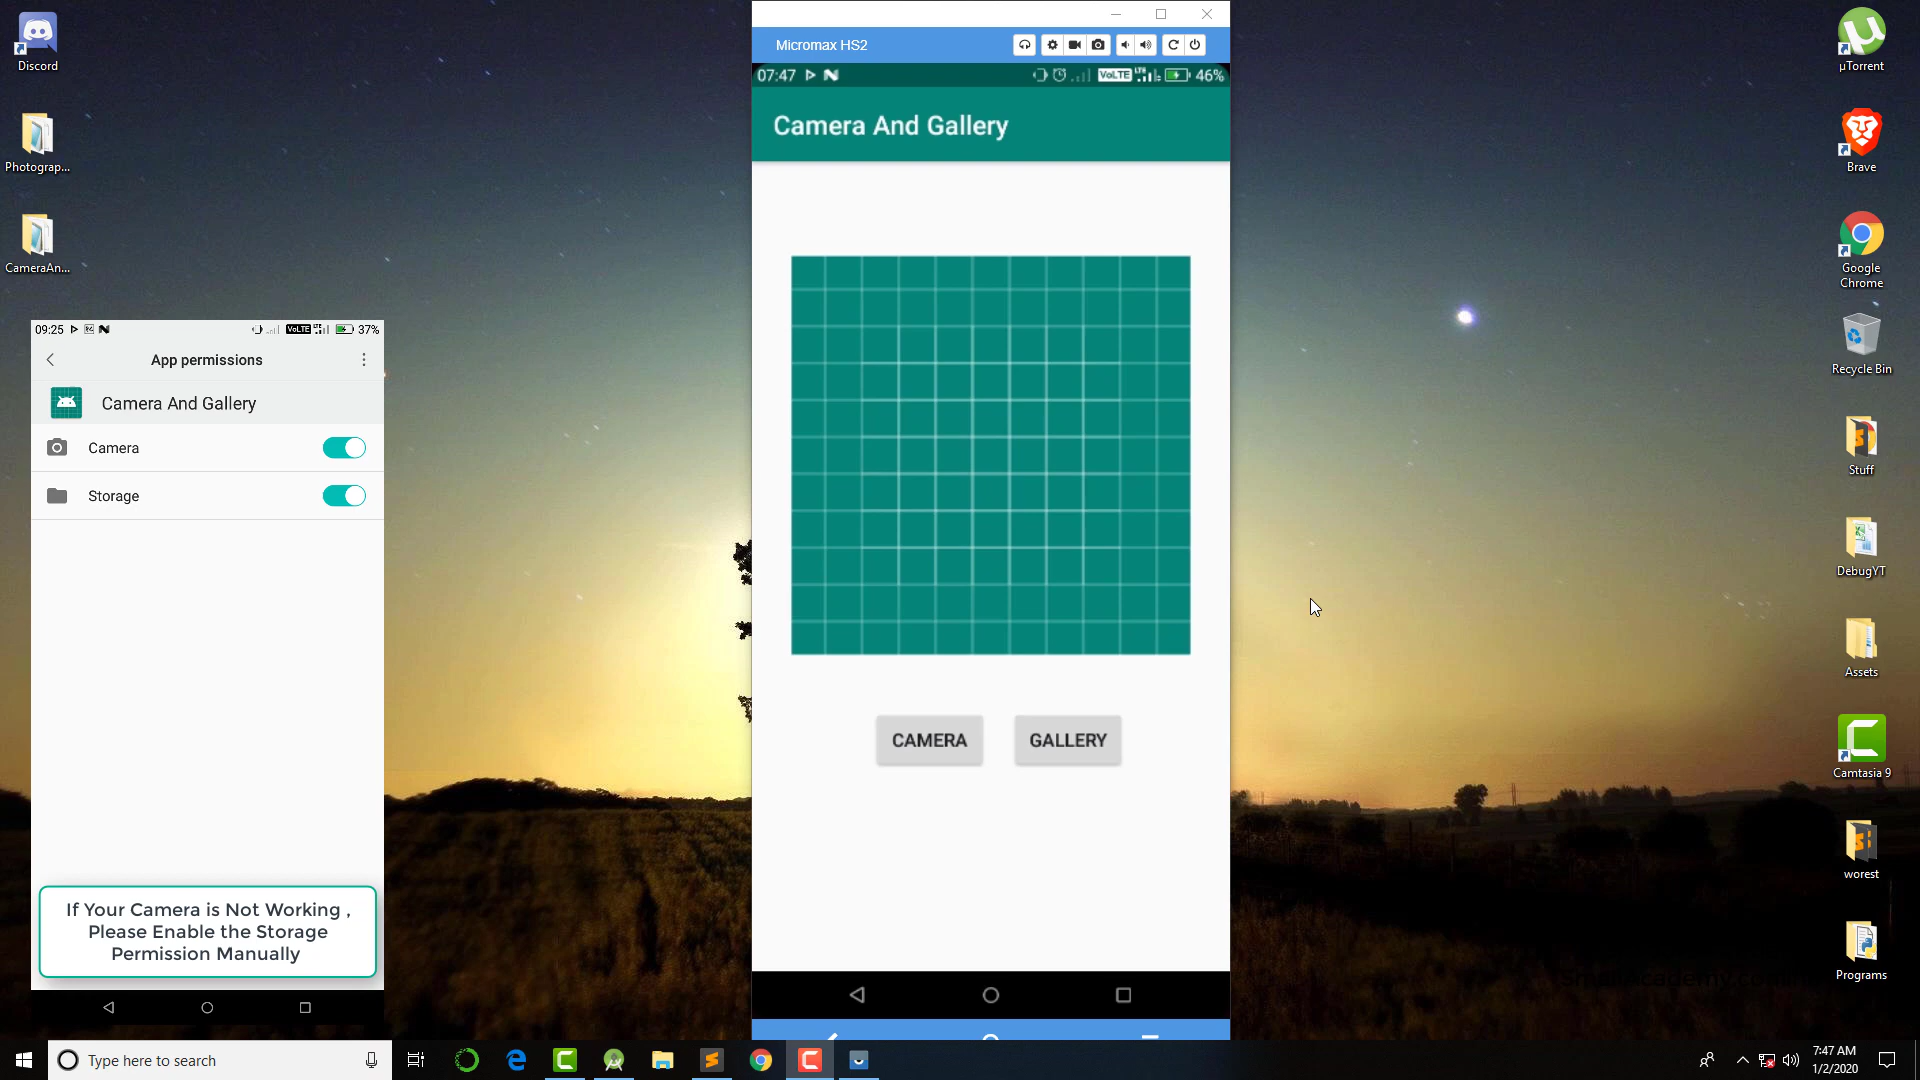 Discord
Photograp...
CameraAn...
09:25
VoLTE
37%
App permissions
Camera And Gallery
Camera
Storage
If Your Camera is Not Working ,
Please Enable the Storage
Permission Manually
Micromax HS2
07:47
VoLTE
LTE
46%
Camera And Gallery
CAMERA
GALLERY
µTorrent
Brave
Google
Chrome
Recycle Bin
Stuff
DebugYT
Assets
Camtasia 9
worest
Programs
Type here to search
7:47 AM
1/2/2020